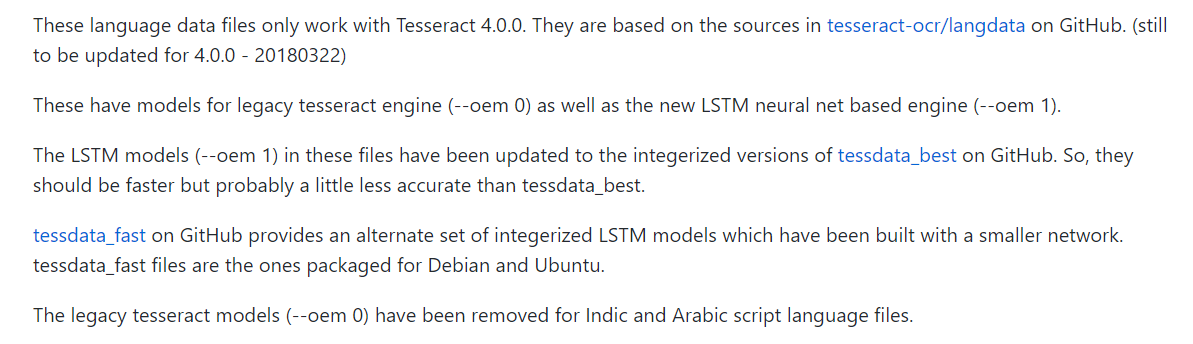 These language data files only work with Tesseract 4.0.0. They are based on the sources in tesseract-ocr/langdata on GitHub. (still
to be updated for 4.0.0 - 20180322)
These have models for legacy tesseract engine (--oem 0) as well as the new LSTM neural net based engine (--oem 1).
The LSTM models (--oem 1) in these files have been updated to the integerized versions of tessdata_best on GitHub. So, they
should be faster but probably a little less accurate than tessdata_best.
tessdata_fast on GitHub provides an alternate set of integerized LSTM models which have been built with a smaller network.
tessdata_fast files are the ones packaged for Debian and Ubuntu.
The legacy tesseract models (--oem 0) have been removed for Indic and Arabic script language files.